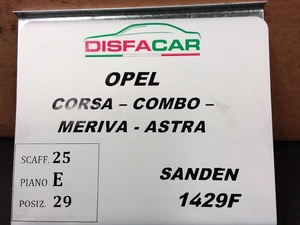 DISFACAR
OPEL
CORSA – COMBO –
MERIVA - ASTRA
SCAFF. 25
PIANO E
POSIZ. 29
SANDEN
1429F